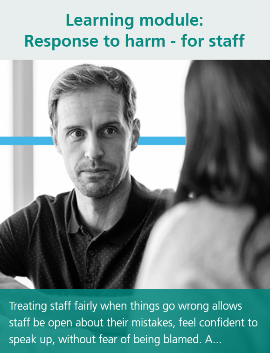 Learning module:
Response to harm - for staff
Treating staff fairly when things go wrong allows
staff be open about their mistakes, feel confident to
speak up, without fear of being blamed. A...